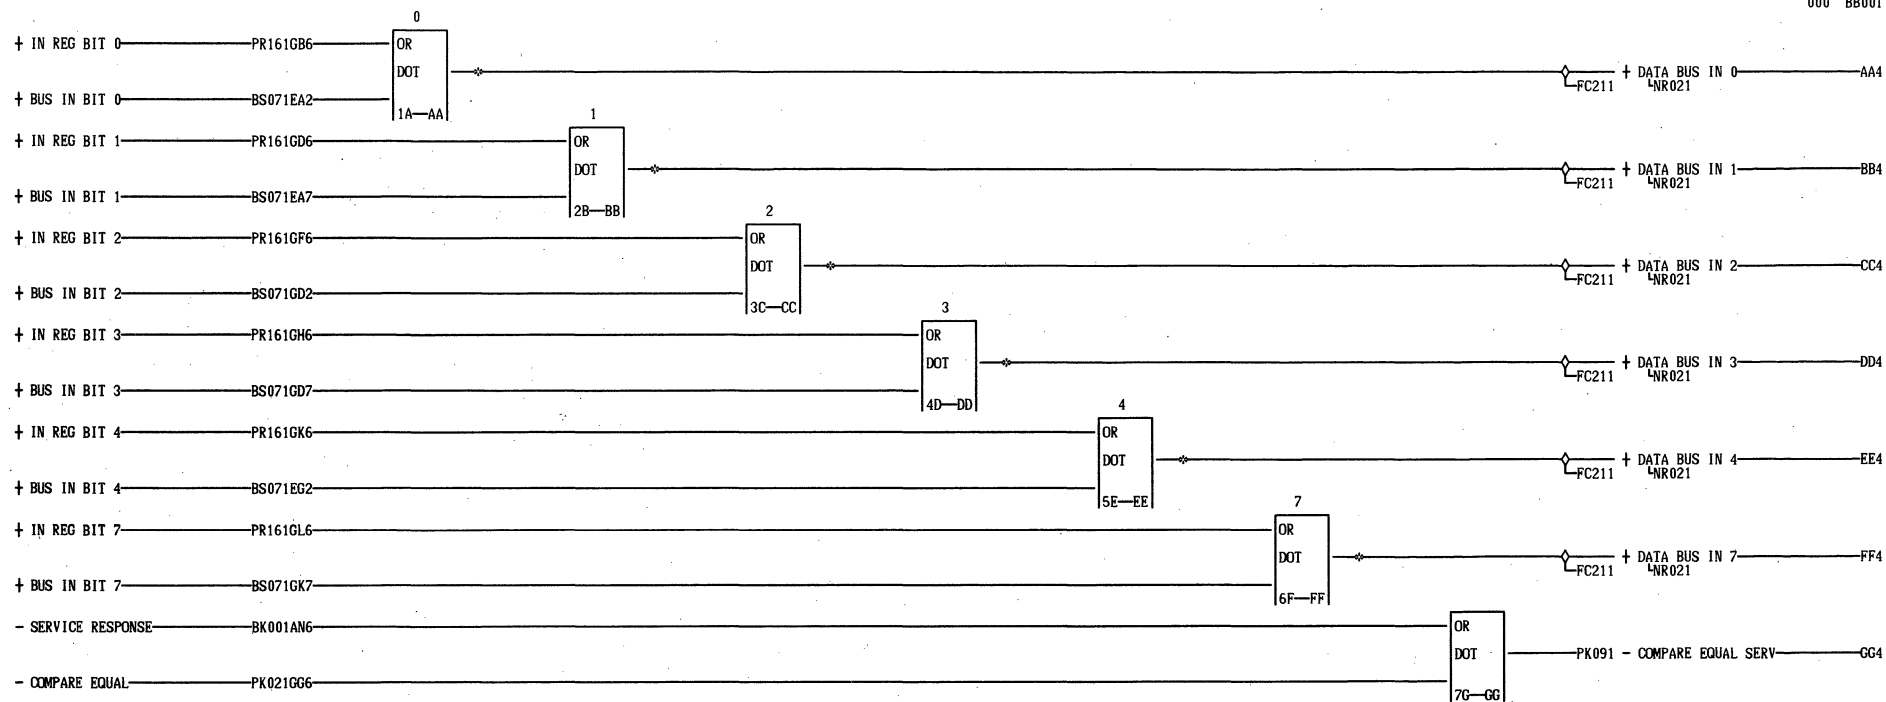 000 BB001
0
+ IN REG BIT 0 PR161GB6 OR
DOT + DATA BUS IN 0 AA4
FC211 NR021
+ BUS IN BIT 0 BS071EA2
1A—AA
1
+ IN REG BIT 1 PR161GD6 OR
DOT + DATA BUS IN 1 BB4
FC211 NR021
+ BUS IN BIT 1 BS071EA7
2B—BB
2
+ IN REG BIT 2 PR161GF6 OR
DOT + DATA BUS IN 2 CC4
FC211 NR021
+ BUS IN BIT 2 BS071GD2
3C—CC
3
+ IN REG BIT 3 PR161GH6 OR
DOT + DATA BUS IN 3 DD4
FC211 NR021
+ BUS IN BIT 3 BS071GD7
4D—DD
4
+ IN REG BIT 4 PR161GK6 OR
DOT + DATA BUS IN 4 EE4
FC211 NR021
+ BUS IN BIT 4 BS071EG2
5E—EE
7
+ IN REG BIT 7 PR161GL6 OR
DOT + DATA BUS IN 7 FF4
FC211 NR021
+ BUS IN BIT 7 BS071GK7
6F—FF
- SERVICE RESPONSE BK001AN6 OR
DOT PK091 - COMPARE EQUAL SERV GG4
- COMPARE EQUAL PK021GG6
7G—GG